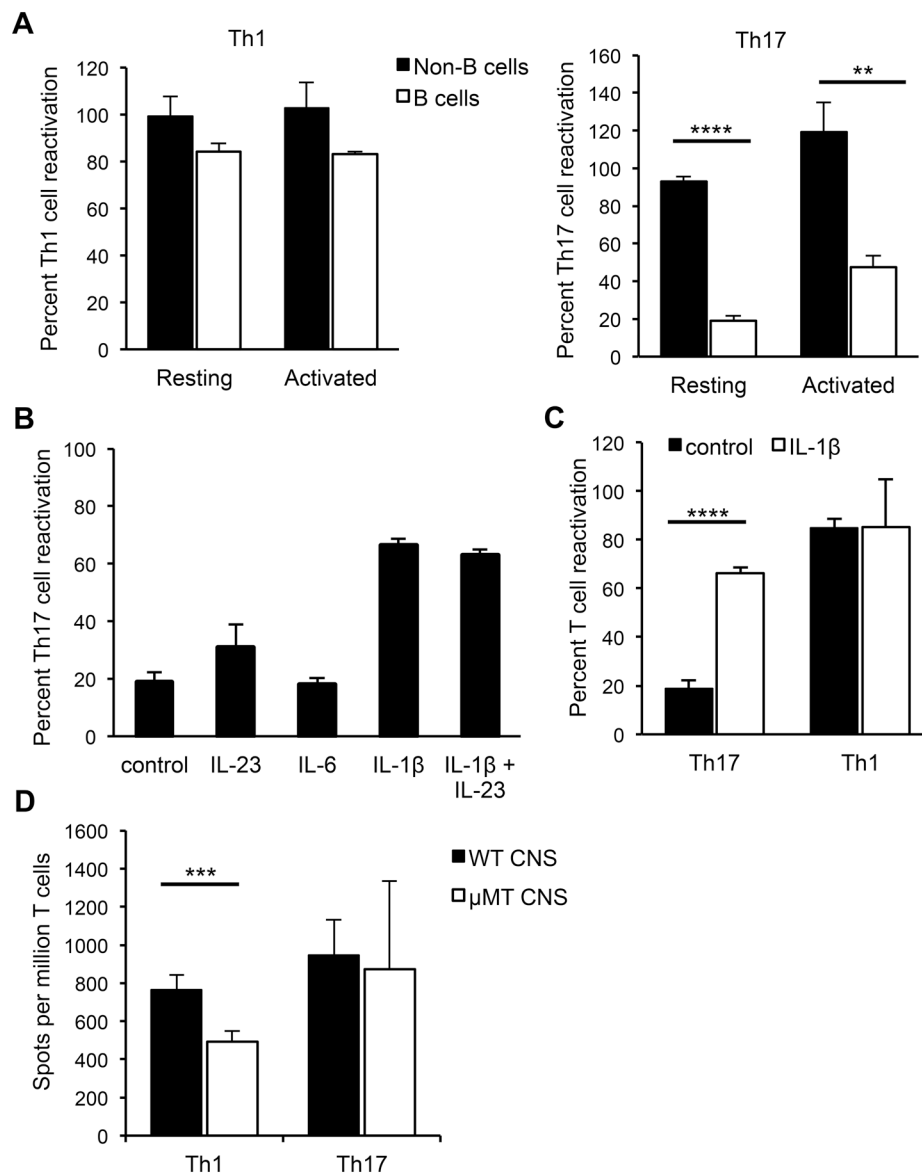 A
Th1
Non-B cells
B cells
Percent Th1 cell reactivation
120
100
80
60
40
20
0
Resting Activated
Th17
Percent Th17 cell reactivation
160
140
120
100
80
60
40
20
0
****
**
Resting Activated
B
Percent Th17 cell reactivation
100
80
60
40
20
0
control IL-23 IL-6 IL-1β IL-1β +
IL-23
C
control IL-1β
Percent T cell reactivation
120
100
80
60
40
20
0
****
Th17 Th1
D
Spots per million T cells
1600
1400
1200
1000
800
600
400
200
0
***
WT CNS
µMT CNS
Th1 Th17